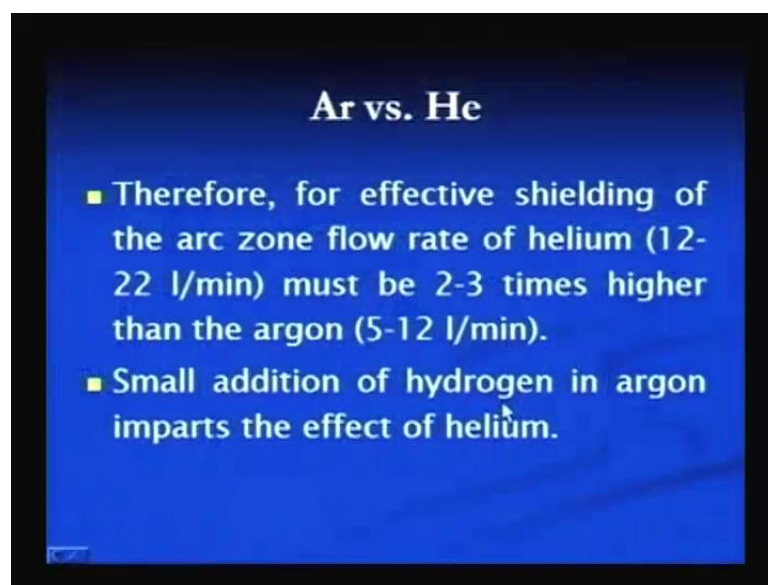 Ar vs. He
Therefore, for effective shielding of
the arc zone flow rate of helium (12-
22 l/min) must be 2-3 times higher
than the argon (5-12 l/min).
Small addition of hydrogen in argon
imparts the effect of helium.